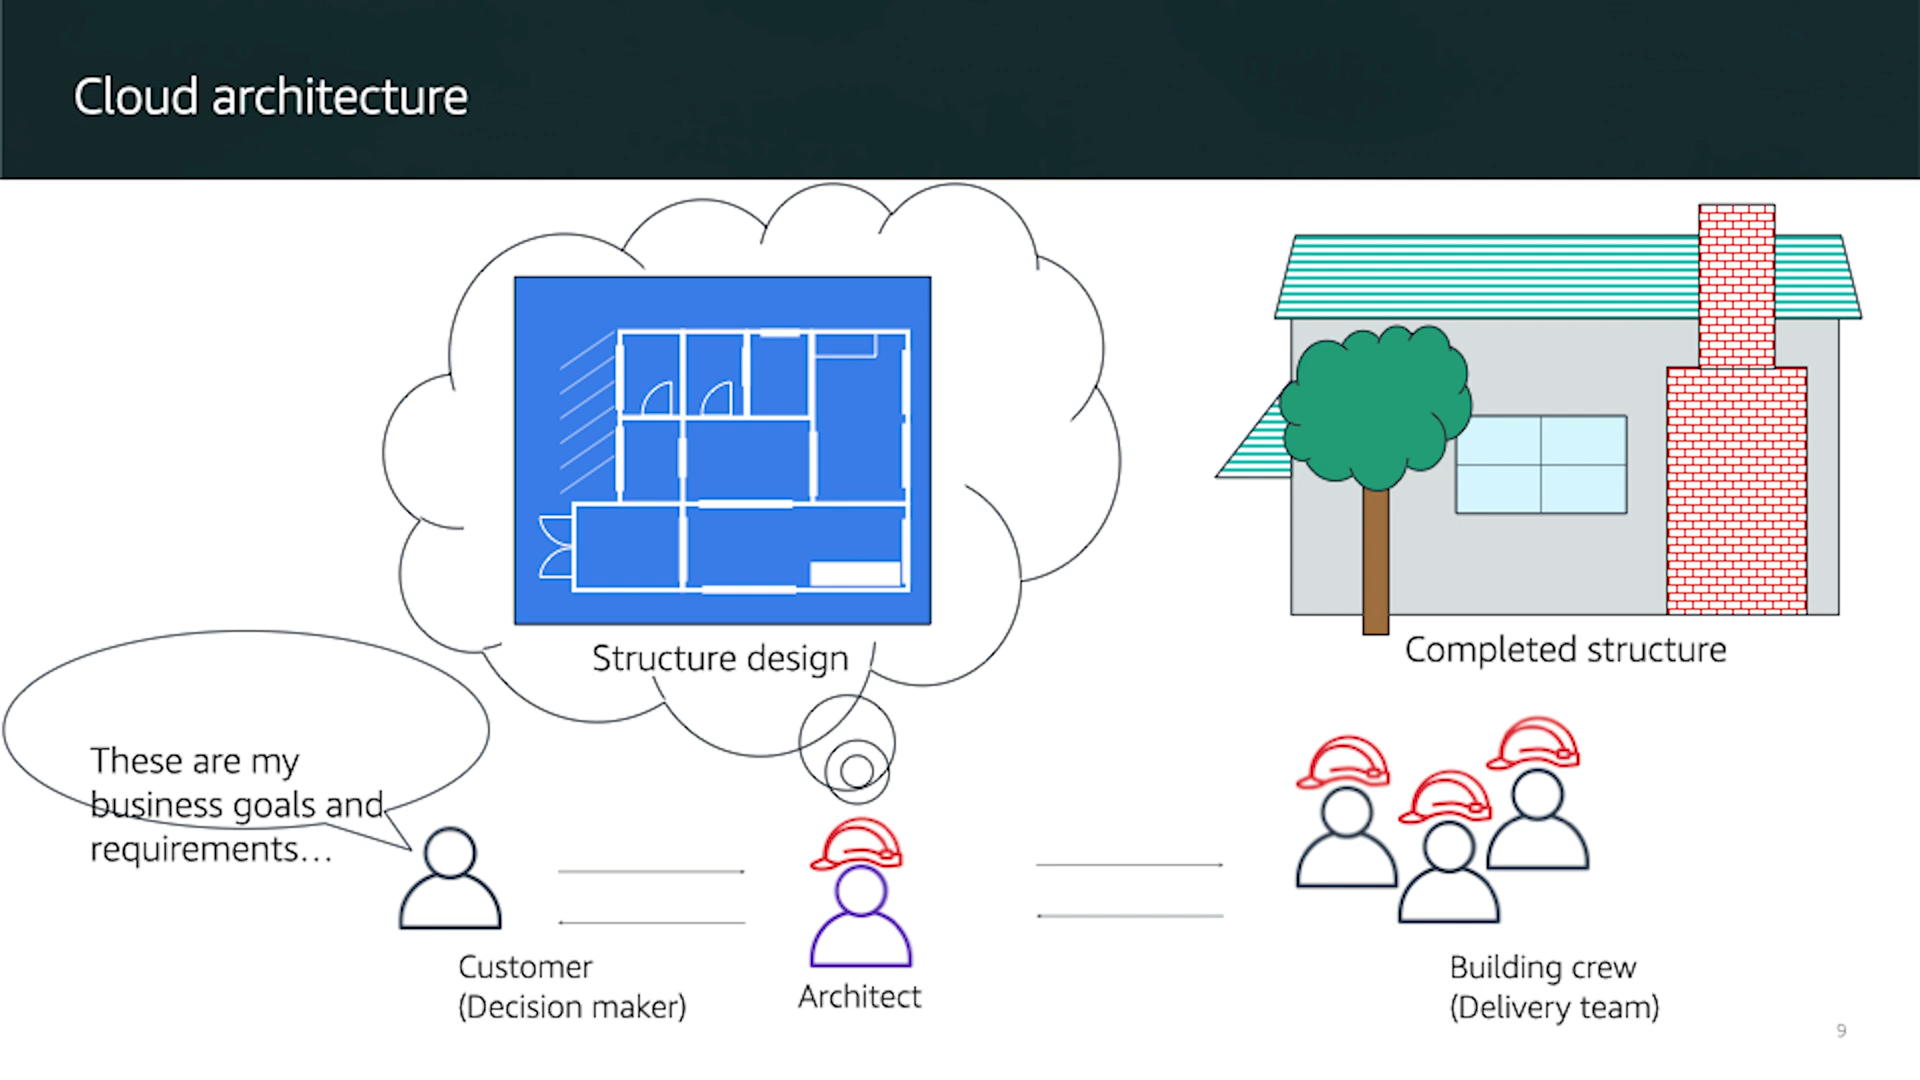 Cloud architecture
Structure design
Completed structure
These are my
business goals and
requirements...
Customer
(Decision maker)
Architect
Building crew
(Delivery team)
9